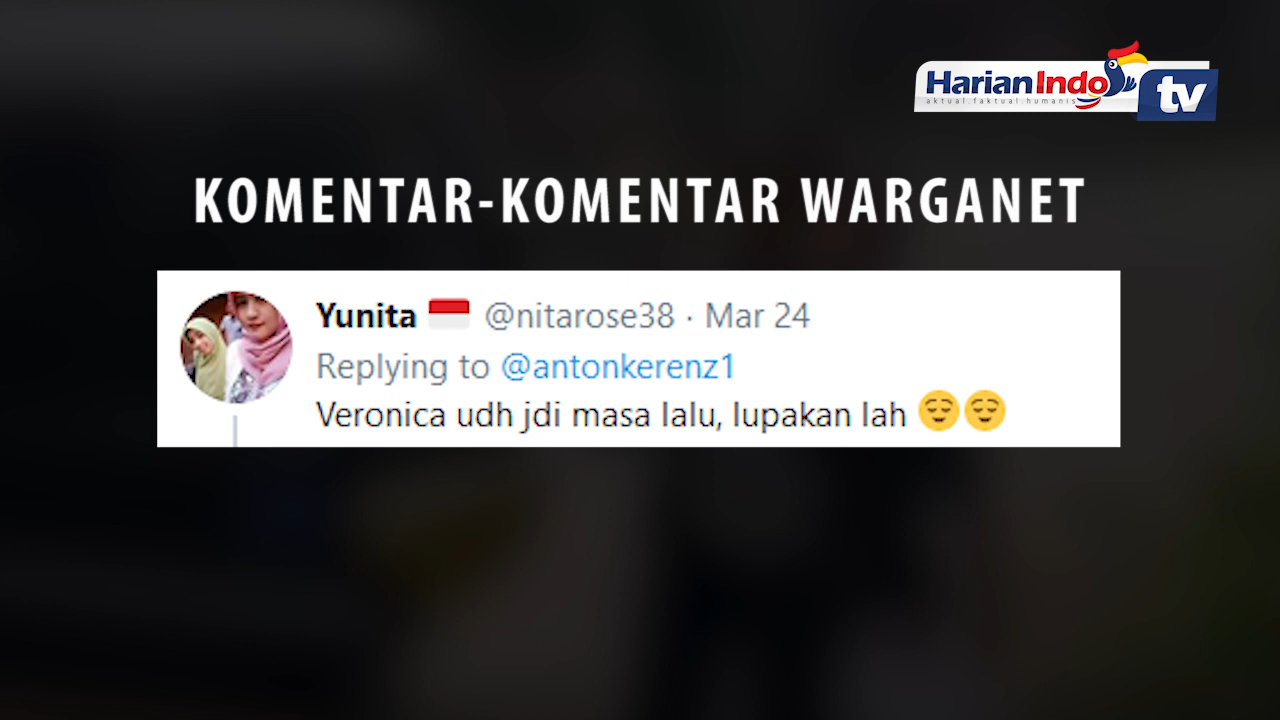 HarianIndo tv
aktual.faktual.humanis
KOMENTAR-KOMENTAR WARGANET
Yunita 🇮🇩 @nitarose38 · Mar 24
Replying to @antonkerenz1
Veronica udh jdi masa lalu, lupakan lah 😌😌